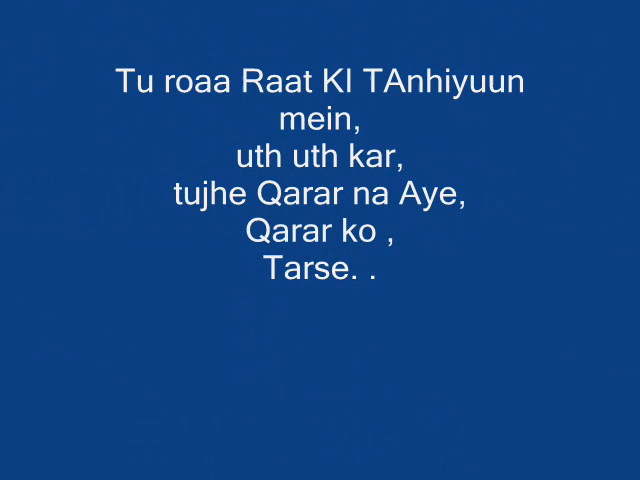 Tu roaa Raat KI TAnhiyuun
mein,
uth uth kar,
tujhe Qarar na Aye,
Qarar ko ,
Tarse. .